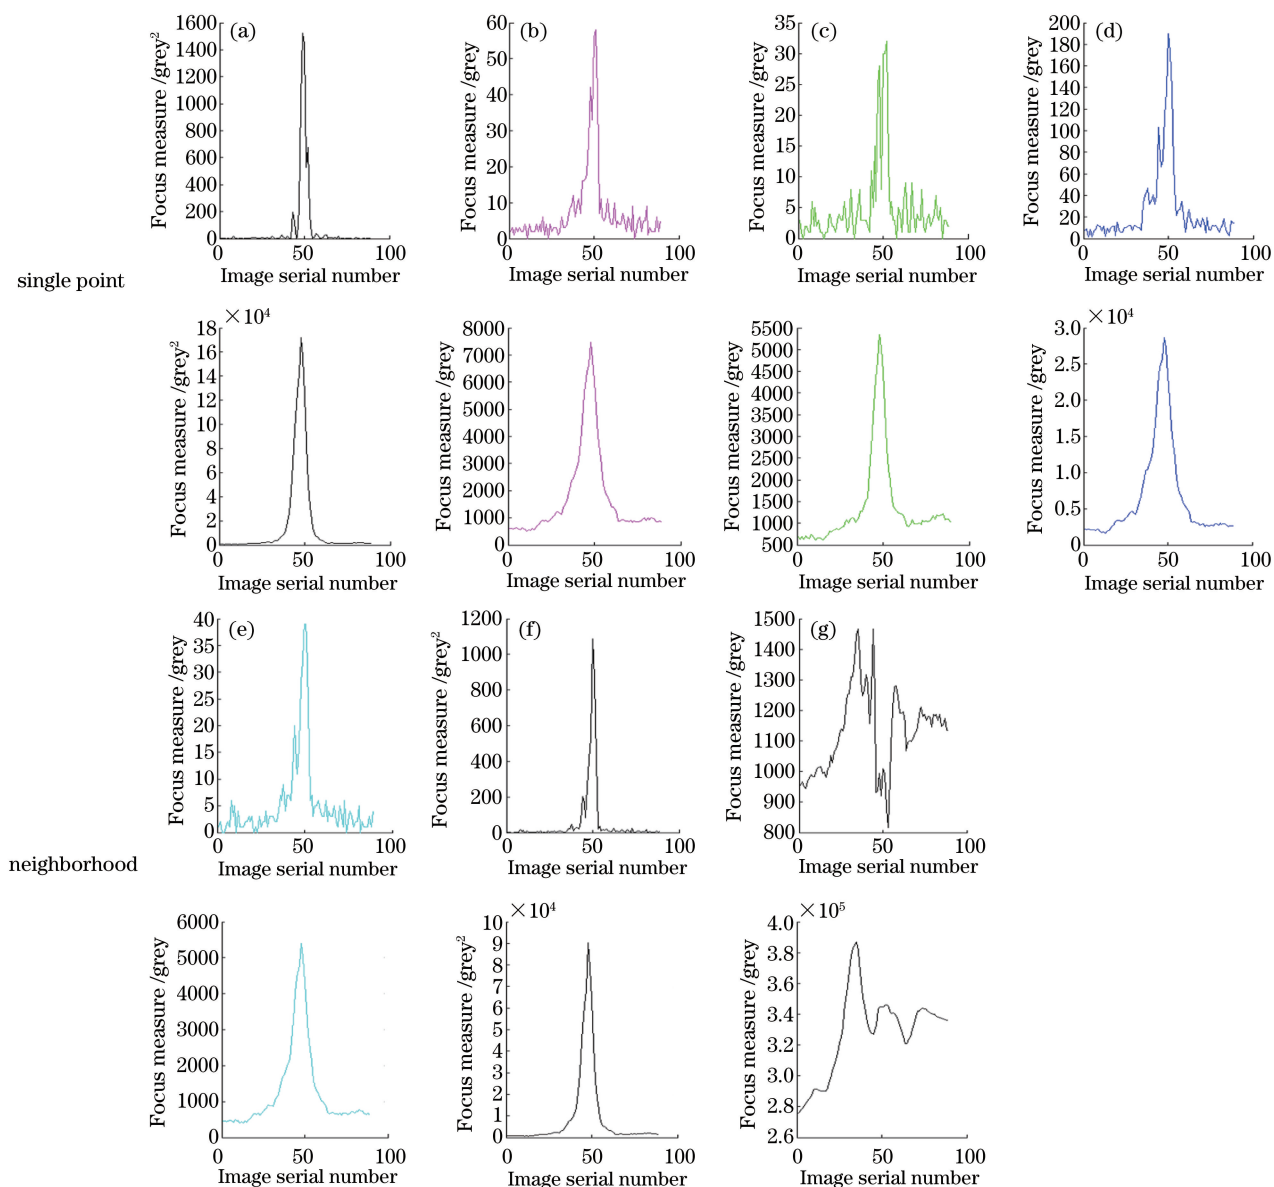 (a)
Focus measure /grey²
1600
1400
1200
1000
800
600
400
200
0
0 50 100
Image serial number
(b)
Focus measure /grey
60
50
40
30
20
10
0
0 50 100
Image serial number
(c)
Focus measure /grey
35
30
25
20
15
10
5
0
0 50 100
Image serial number
(d)
Focus measure /grey
200
180
160
140
120
100
80
60
40
20
0
0 50 100
Image serial number
single point
×10⁴
Focus measure /grey²
18
16
14
12
10
8
6
4
2
0
0 50 100
Image serial number
Focus measure /grey
8000
7000
6000
5000
4000
3000
2000
1000
0
0 50 100
Image serial number
Focus measure /grey
5500
5000
4500
4000
3500
3000
2500
2000
1500
1000
500
0 50 100
Image serial number
×10⁴
Focus measure /grey
3.0
2.5
2.0
1.5
1.0
0.5
0
0 50 100
Image serial number
(e)
Focus measure /grey
40
35
30
25
20
15
10
5
0
0 50 100
Image serial number
(f)
Focus measure /grey²
1200
1000
800
600
400
200
0
0 50 100
Image serial number
(g)
Focus measure /grey
1500
1400
1300
1200
1100
1000
900
800
0 50 100
Image serial number
neighborhood
Focus measure /grey
6000
5000
4000
3000
2000
1000
0
0 50 100
Image serial number
×10⁴
Focus measure /grey²
10
9
8
7
6
5
4
3
2
1
0
0 50 100
Image serial number
×10⁵
Focus measure /grey
4.0
3.8
3.6
3.4
3.2
3.0
2.8
2.6
0 50 100
Image serial number